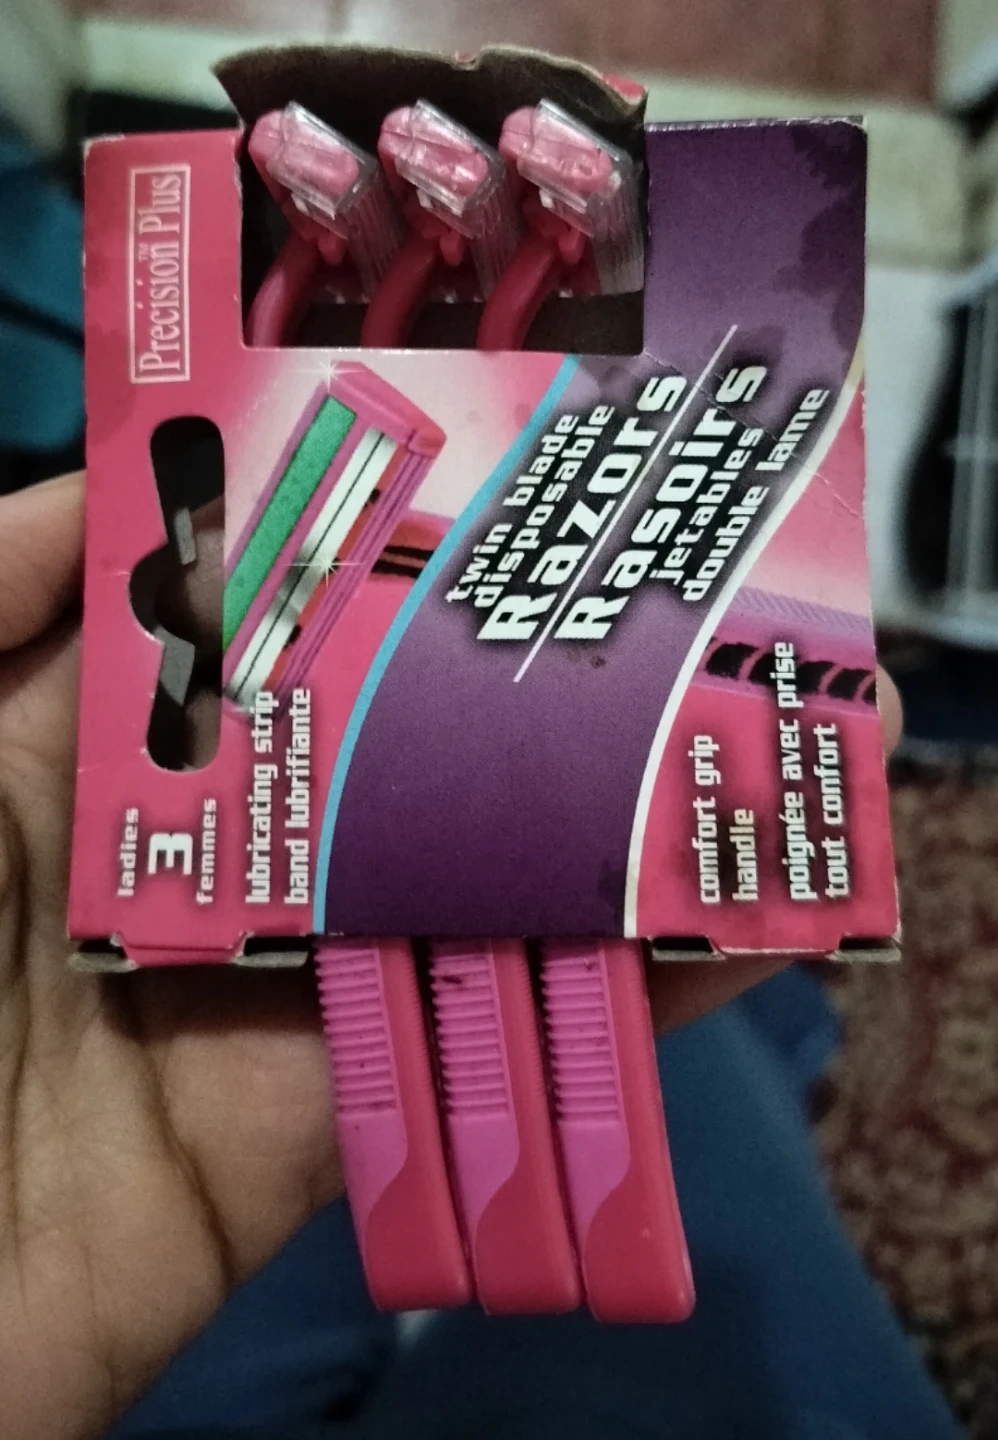 Precision Plus™
twin blade
disposable
Razors
Rasoirs
jetables
double lame
ladies
3
femmes
lubricating strip
band lubrifiante
comfort grip
handle
poignée avec prise
tout confort